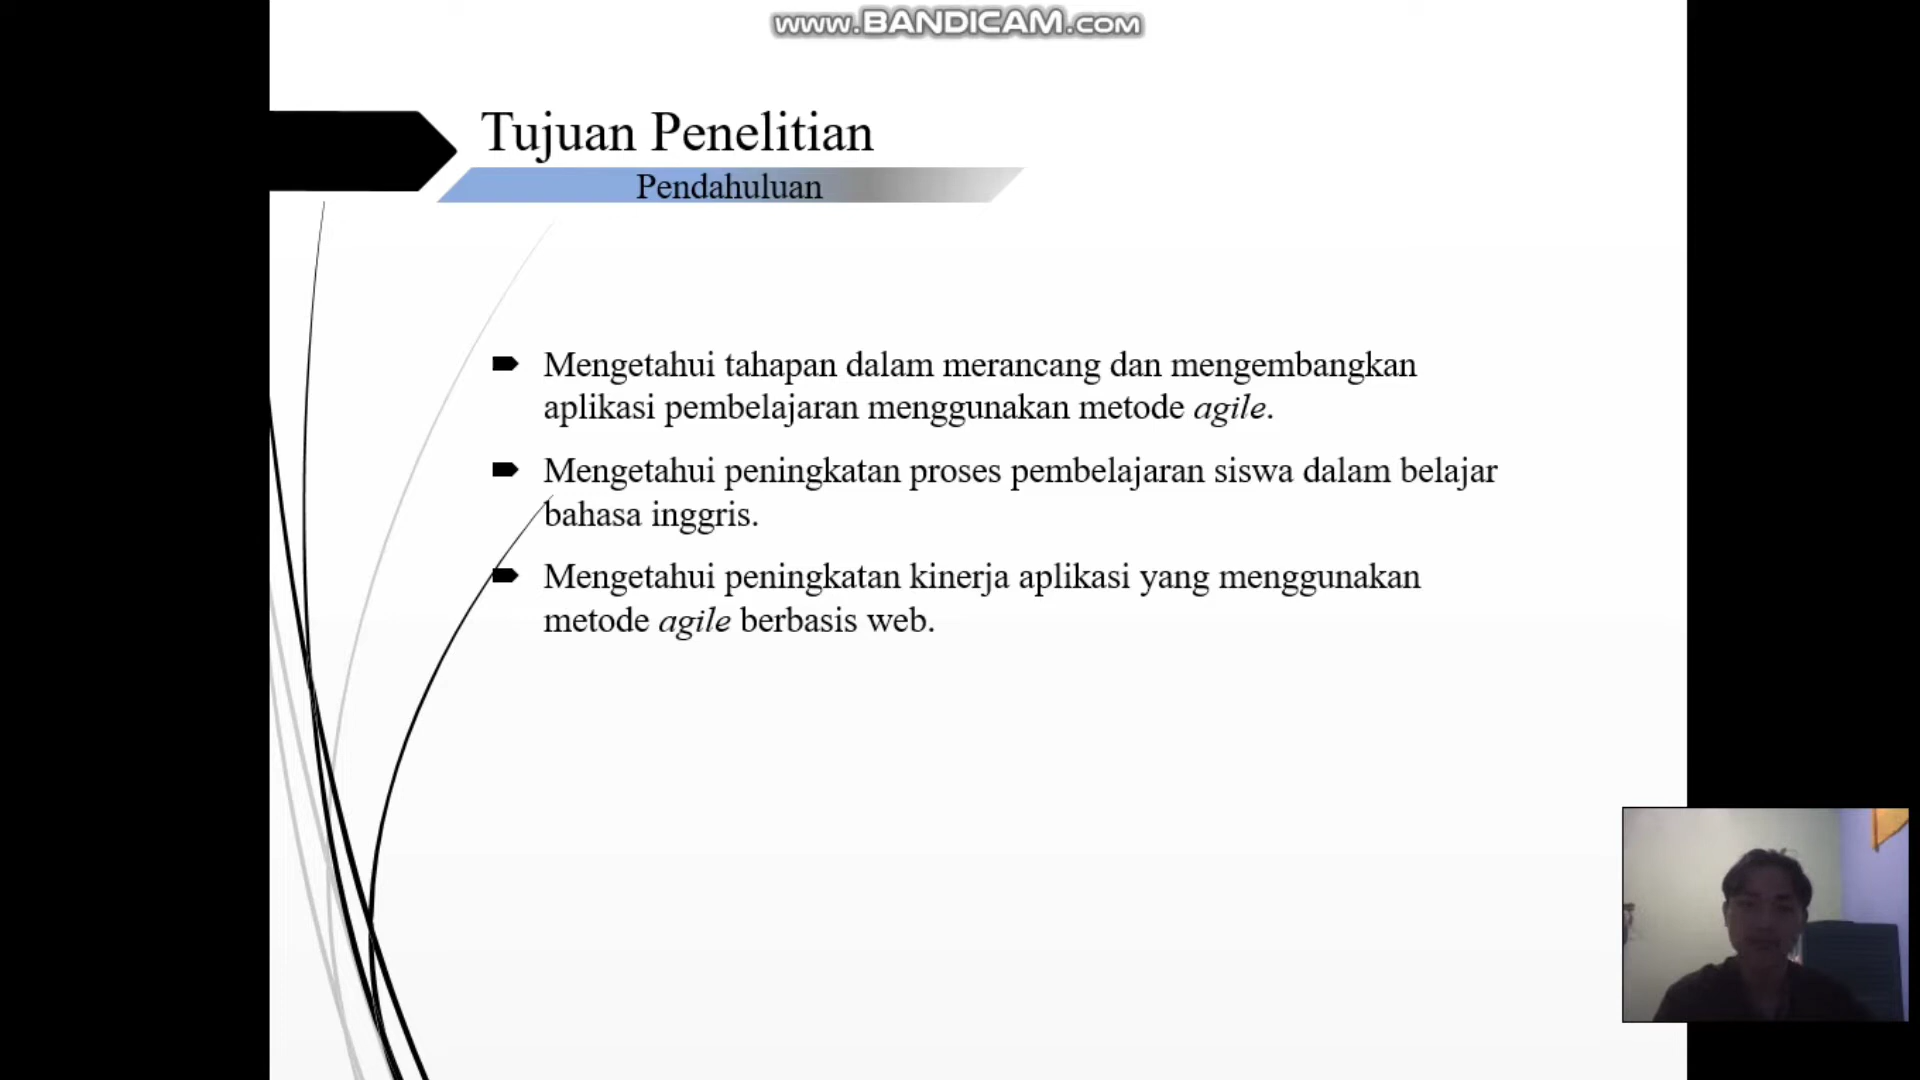 www.BANDICAM.com
Tujuan Penelitian
Pendahuluan
Mengetahui tahapan dalam merancang dan mengembangkan
aplikasi pembelajaran menggunakan metode agile.
Mengetahui peningkatan proses pembelajaran siswa dalam belajar
bahasa inggris.
Mengetahui peningkatan kinerja aplikasi yang menggunakan
metode agile berbasis web.